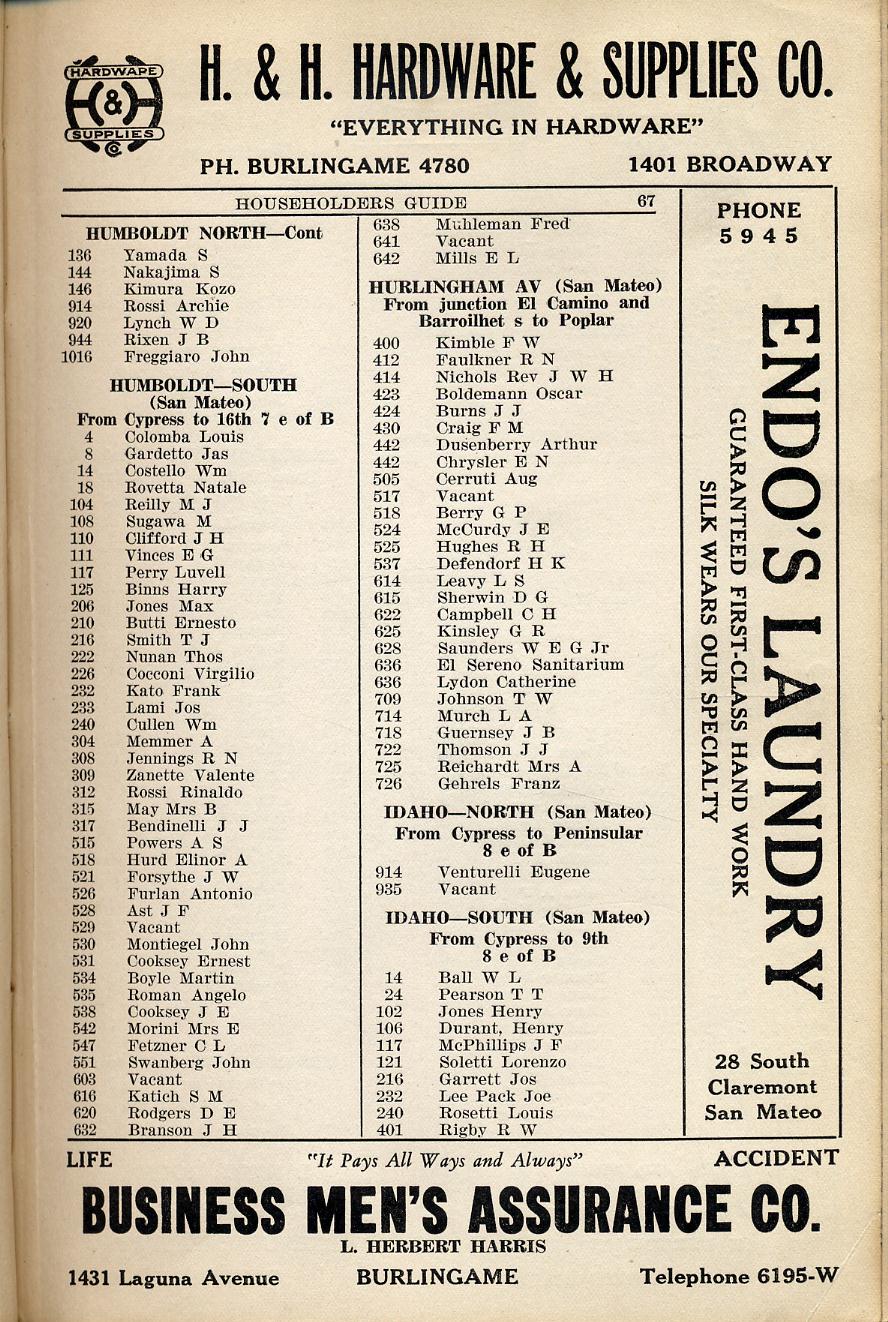 HARDWARE
H & H
SUPPLIES
Co
H. & H. HARDWARE & SUPPLIES CO.
"EVERYTHING IN HARDWARE"
PH. BURLINGAME 4780 1401 BROADWAY
HOUSEHOLDERS GUIDE 67
HUMBOLDT NORTH—Cont
136 Yamada S
144 Nakajima S
146 Kimura Kozo
914 Rossi Archie
920 Lynch W D
944 Rixen J B
1016 Freggiaro John
HUMBOLDT—SOUTH
(San Mateo)
From Cypress to 16th 7 e of B
4 Colomba Louis
8 Gardetto Jas
14 Costello Wm
18 Rovetta Natale
104 Reilly M J
108 Sugawa M
110 Clifford J H
111 Vinces E G
117 Perry Luvell
125 Binns Harry
206 Jones Max
210 Butti Ernesto
216 Smith T J
222 Nunan Thos
226 Cocconi Virgilio
232 Kato Frank
233 Lami Jos
240 Cullen Wm
304 Memmer A
308 Jennings R N
309 Zanette Valente
312 Rossi Rinaldo
315 May Mrs B
317 Bendinelli J J
515 Powers A S
518 Hurd Elinor A
521 Forsythe J W
526 Furlan Antonio
528 Ast J F
529 Vacant
530 Montiegel John
531 Cooksey Ernest
534 Boyle Martin
535 Roman Angelo
538 Cooksey J E
542 Morini Mrs E
547 Fetzner C L
551 Swanberg John
603 Vacant
616 Katich S M
620 Rodgers D E
632 Branson J H
638 Muhleman Fred
641 Vacant
642 Mills E L
HURLINGHAM AV (San Mateo)
From junction El Camino and
Barroilhet s to Poplar
400 Kimble F W
412 Faulkner R N
414 Nichols Rev J W H
423 Boldemann Oscar
424 Burns J J
430 Craig F M
442 Dusenberry Arthur
442 Chrysler E N
505 Cerruti Aug
517 Vacant
518 Berry G P
524 McCurdy J E
525 Hughes R H
537 Defendorf H K
614 Leavy L S
615 Sherwin D G
622 Campbell C H
625 Kinsley G R
628 Saunders W E G Jr
636 El Sereno Sanitarium
636 Lydon Catherine
709 Johnson T W
714 Murch L A
718 Guernsey J B
722 Thomson J J
725 Reichardt Mrs A
726 Gehrels Franz
IDAHO—NORTH (San Mateo)
From Cypress to Peninsular
8 e of B
914 Venturelli Eugene
935 Vacant
IDAHO—SOUTH (San Mateo)
From Cypress to 9th
8 e of B
14 Ball W L
24 Pearson T T
102 Jones Henry
106 Durant, Henry
117 McPhillips J F
121 Soletti Lorenzo
216 Garrett Jos
232 Lee Pack Joe
240 Rosetti Louis
401 Rigby R W
PHONE
5945
ENDO'S LAUNDRY
GUARANTEED FIRST-CLASS HAND WORK
SILK WEARS OUR SPECIALTY
28 South
Claremont
San Mateo
LIFE "It Pays All Ways and Always" ACCIDENT
BUSINESS MEN'S ASSURANCE CO.
L. HERBERT HARRIS
1431 Laguna Avenue BURLINGAME Telephone 6195-W